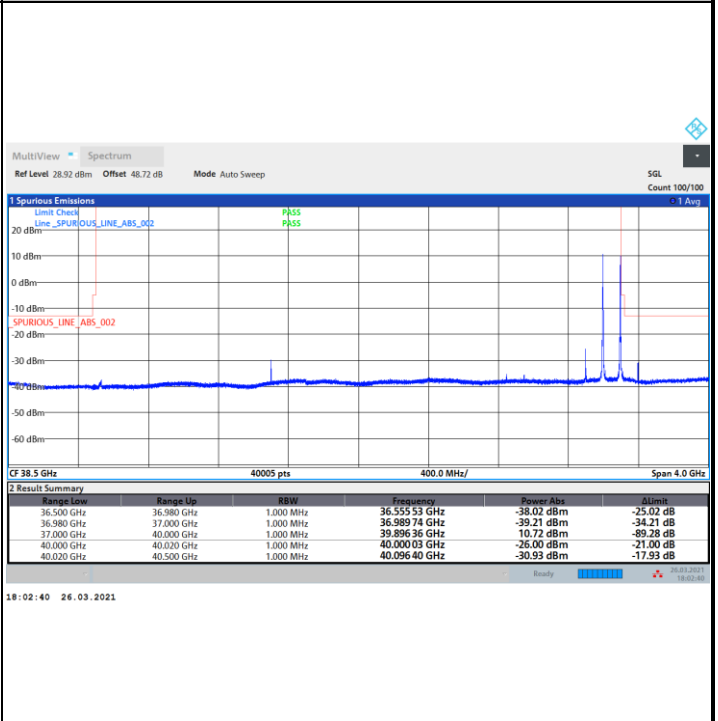 MultiView Spectrum
Ref Level 28.92 dBm Offset 48.72 dB Mode Auto Sweep SGL
Count 100/100
1 Spurious Emissions 1 Avg
Limit Check PASS
Line _SPURIOUS_LINE_ABS_002 PASS
20 dBm
10 dBm
0 dBm
-10 dBm
_SPURIOUS_LINE_ABS_002
-20 dBm
-30 dBm
-40 dBm
-50 dBm
-60 dBm
CF 38.5 GHz 40005 pts 400.0 MHz/ Span 4.0 GHz
2 Result Summary
Range Low Range Up RBW Frequency Power Abs ΔLimit
36.500 GHz 36.980 GHz 1.000 MHz 36.555 53 GHz -38.02 dBm -25.02 dB
36.980 GHz 37.000 GHz 1.000 MHz 36.989 74 GHz -39.21 dBm -34.21 dB
37.000 GHz 40.000 GHz 1.000 MHz 39.896 36 GHz 10.72 dBm -89.28 dB
40.000 GHz 40.020 GHz 1.000 MHz 40.000 03 GHz -26.00 dBm -21.00 dB
40.020 GHz 40.500 GHz 1.000 MHz 40.096 40 GHz -30.93 dBm -17.93 dB
Ready 26.03.2021
18:02:40
18:02:40 26.03.2021